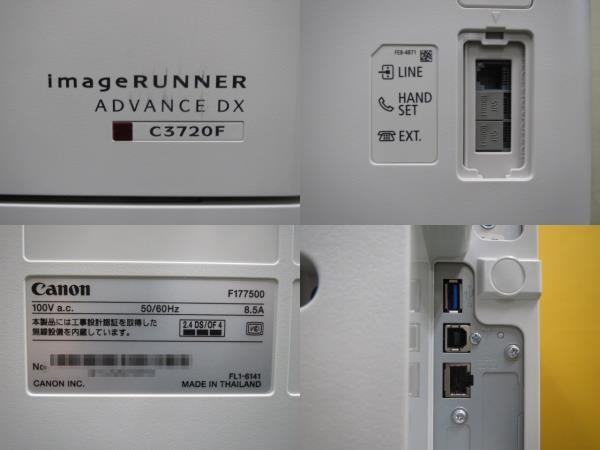 imageRUNNER
ADVANCE DX
C3720F
FE8-4871
LINE
HAND
SET
EXT.
Canon
F177500
100V a.c.
50/60Hz
8.5A
本製品には工事設計認証を取得した
無線設備を内蔵しています。
2.4 DS/OF 4
No.
FL1-6141
CANON INC.
MADE IN THAILAND